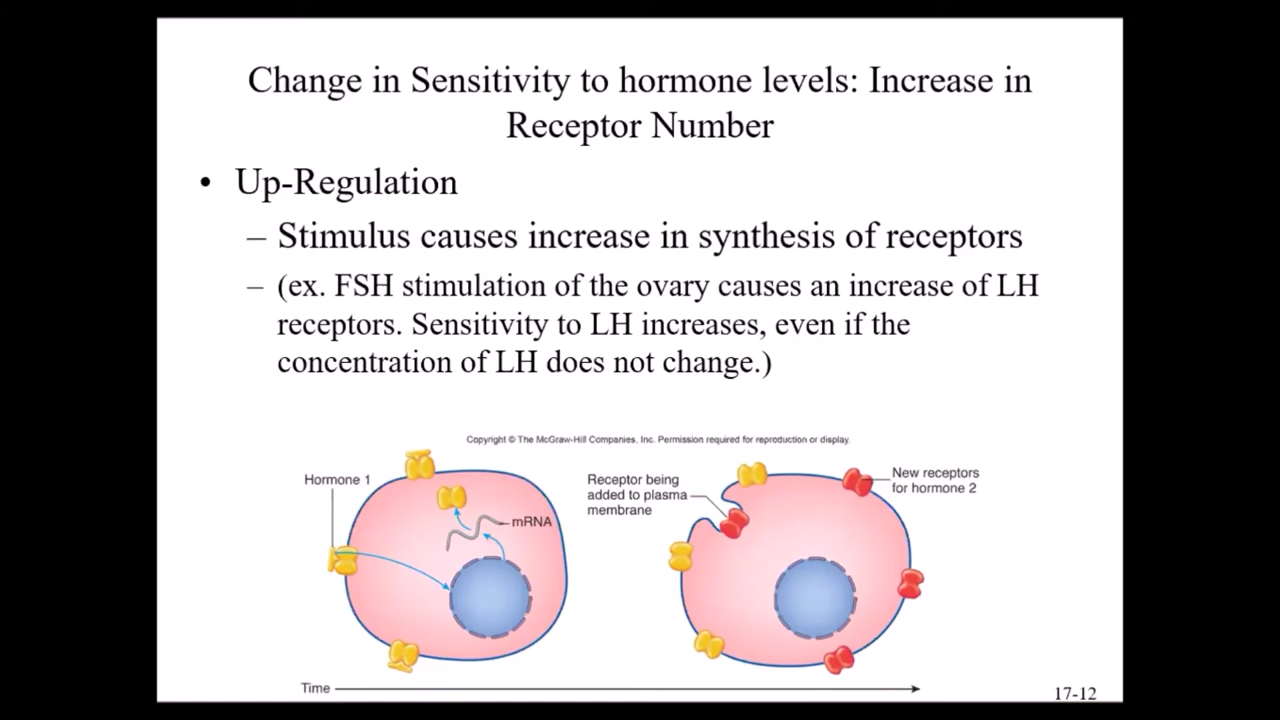 Change in Sensitivity to hormone levels: Increase in
Receptor Number
• Up-Regulation
– Stimulus causes increase in synthesis of receptors
– (ex. FSH stimulation of the ovary causes an increase of LH
receptors. Sensitivity to LH increases, even if the
concentration of LH does not change.)
Copyright © The McGraw-Hill Companies, Inc. Permission required for reproduction or display.
Hormone 1
mRNA
Receptor being
added to plasma
membrane
New receptors
for hormone 2
Time
17-12